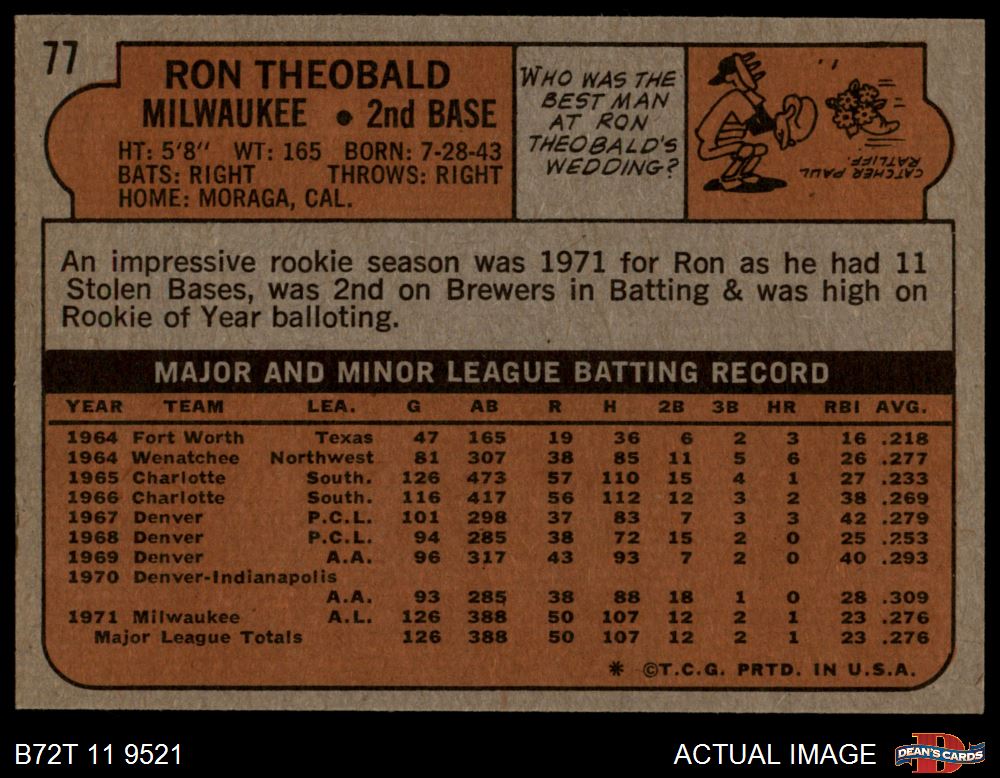 77
RON THEOBALD
MILWAUKEE • 2nd BASE
HT: 5'8" WT: 165 BORN: 7-28-43
BATS: RIGHT THROWS: RIGHT
HOME: MORAGA, CAL.
WHO WAS THE
BEST MAN
AT RON
THEOBALD'S
WEDDING?
CATCHER PAUL
RATLIFF.
An impressive rookie season was 1971 for Ron as he had 11
Stolen Bases, was 2nd on Brewers in Batting & was high on
Rookie of Year balloting.
MAJOR AND MINOR LEAGUE BATTING RECORD
YEAR TEAM LEA. G AB R H 2B 3B HR RBI AVG.
1964 Fort Worth Texas 47 165 19 36 6 2 3 16 .218
1964 Wenatchee Northwest 81 307 38 85 11 5 6 26 .277
1965 Charlotte South. 126 473 57 110 15 4 1 27 .233
1966 Charlotte South. 116 417 56 112 12 3 2 38 .269
1967 Denver P.C.L. 101 298 37 83 7 3 3 42 .279
1968 Denver P.C.L. 94 285 38 72 15 2 0 25 .253
1969 Denver A.A. 96 317 43 93 7 2 0 40 .293
1970 Denver-Indianapolis
A.A. 93 285 38 88 18 1 0 28 .309
1971 Milwaukee A.L. 126 388 50 107 12 2 1 23 .276
Major League Totals 126 388 50 107 12 2 1 23 .276
* ©T.C.G. PRTD. IN U.S.A.
B72T 11 9521
ACTUAL IMAGE
DEAN'S CARDS